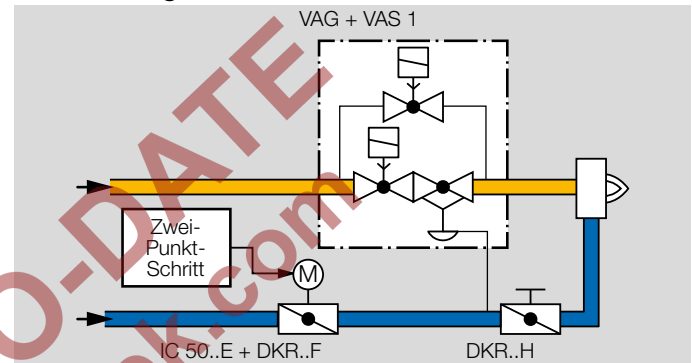 VAG + VAS 1
Zwei-
Punkt-
Schritt
M
IC 50..E + DKR..F
DKR..H